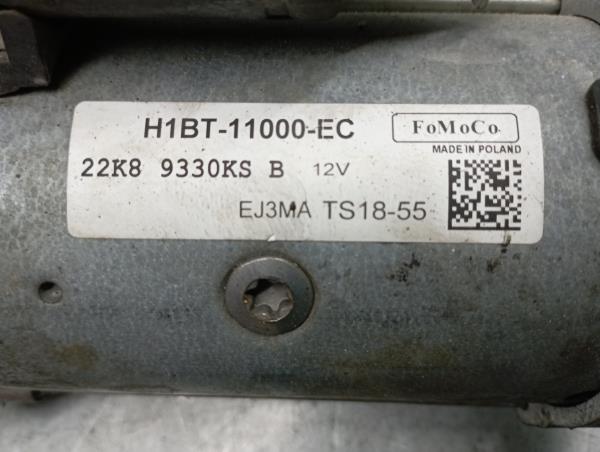 H1BT-11000-EC
FoMoCo
MADE IN POLAND
22K8 9330KS B 12V
EJ3MA TS18-55